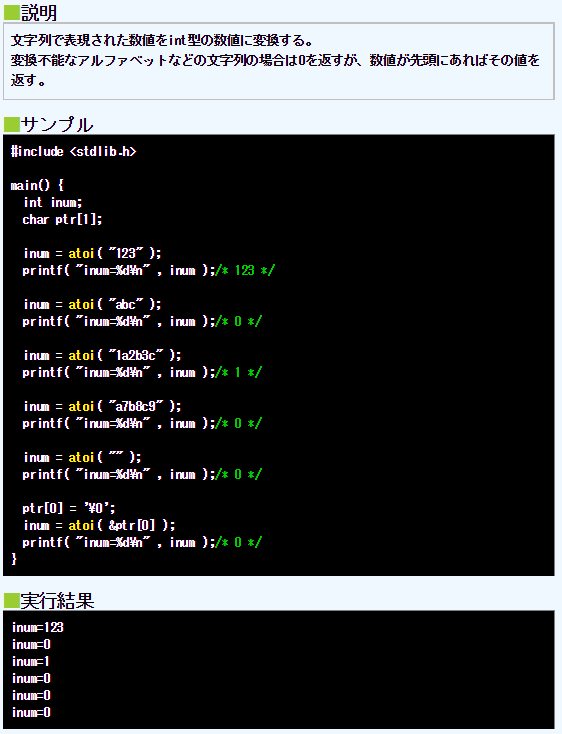 ■説明
文字列で表現された数値をint型の数値に変換する。
変換不能なアルファベットなどの文字列の場合は0を返すが、数値が先頭にあればその値を
返す。
■サンプル
#include <stdlib.h>
main() {
int inum;
char ptr[1];
inum = atoi( "123" );
printf( "inum=%d¥n" , inum );/* 123 */
inum = atoi( "abc" );
printf( "inum=%d¥n" , inum );/* 0 */
inum = atoi( "1a2b3c" );
printf( "inum=%d¥n" , inum );/* 1 */
inum = atoi( "a7b8c9" );
printf( "inum=%d¥n" , inum );/* 0 */
inum = atoi( "" );
printf( "inum=%d¥n" , inum );/* 0 */
ptr[0] = '¥0';
inum = atoi( &ptr[0] );
printf( "inum=%d¥n" , inum );/* 0 */
}
■実行結果
inum=123
inum=0
inum=1
inum=0
inum=0
inum=0